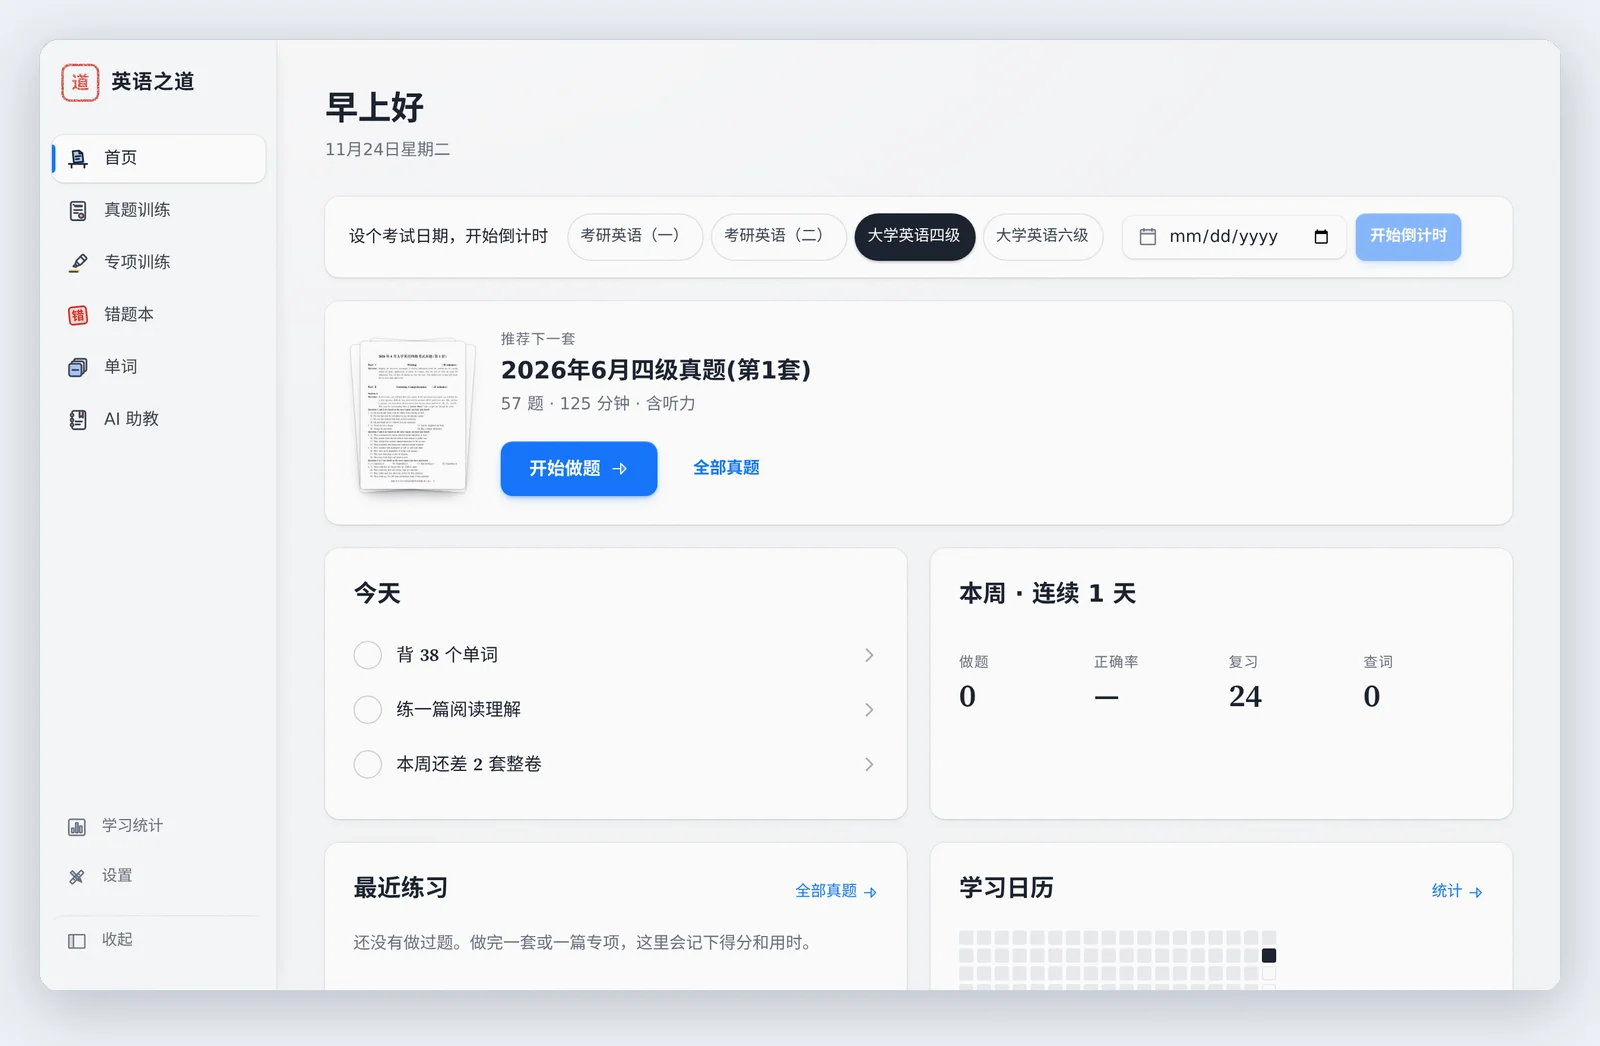 道 英语之道
首页
真题训练
专项训练
错 错题本
单词
AI 助教
学习统计
设置
收起
早上好
11月24日星期二
设个考试日期，开始倒计时
考研英语（一）
考研英语（二）
大学英语四级
大学英语六级
mm/dd/yyyy
开始倒计时
推荐下一套
2026年6月四级真题(第1套)
57 题 · 125 分钟 · 含听力
开始做题
全部真题
今天
背 38 个单词
练一篇阅读理解
本周还差 2 套整卷
本周 · 连续 1 天
做题 正确率 复习 查词
0 — 24 0
最近练习
全部真题
还没有做过题。做完一套或一篇专项，这里会记下得分和用时。
学习日历
统计